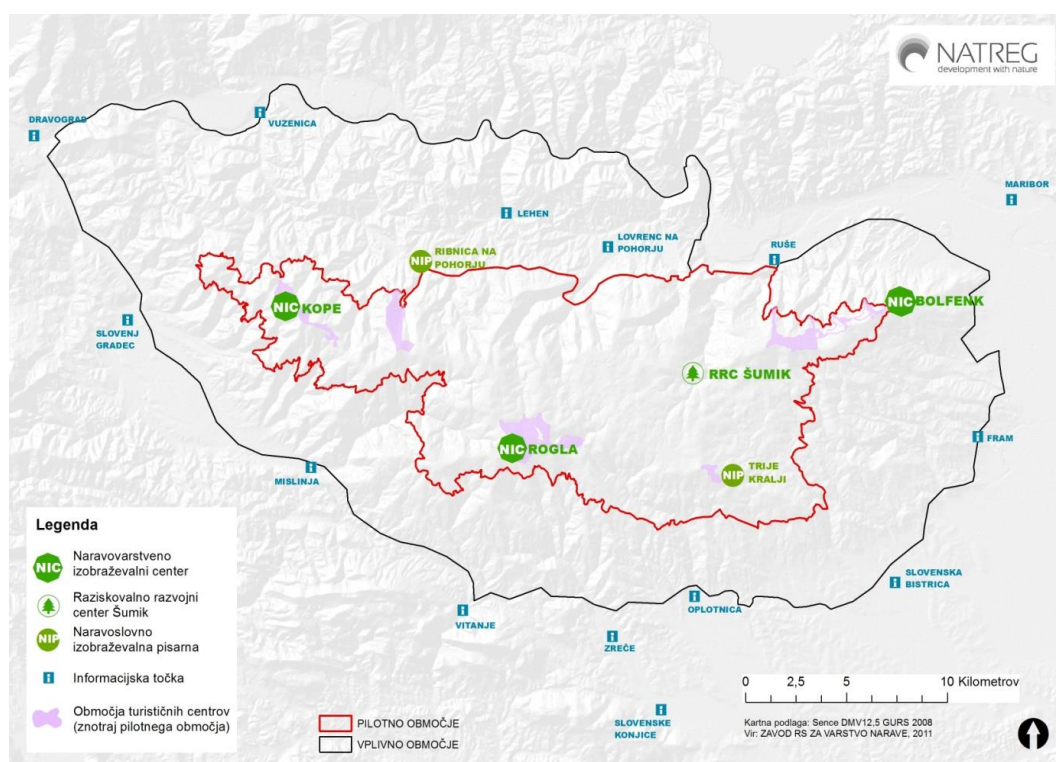 NATREG
development with nature
DRAVOGRAD
VUZENICA
MARIBOR
LEHEN
LOVRENC NA
POHORJU
RUŠE
NIP
RIBNICA NA
POHORJU
NIC KOPE
NIC BOLFENK
SLOVENJ
GRADEC
RRC ŠUMIK
FRAM
NIC ROGLA
NIP
TRIJE
KRALJI
MISLINJA
SLOVENSKA
BISTRICA
OPLOTNICA
VITANJE
ZREČE
SLOVENSKE
KONJICE
Legenda
NIC
Naravovarstveno
izobraževalni center
Raziskovalno razvojni
center Šumik
NIP
Naravoslovno
izobraževalna pisarna
Informacijska točka
Območja turističnih centrov
(znotraj pilotnega območja)
PILOTNO OBMOČJE
VPLIVNO OBMOČJE
0 2,5 5 10 Kilometrov
Kartna podlaga: Sence DMV12,5 GURS 2008
Vir: ZAVOD RS ZA VARSTVO NARAVE, 2011